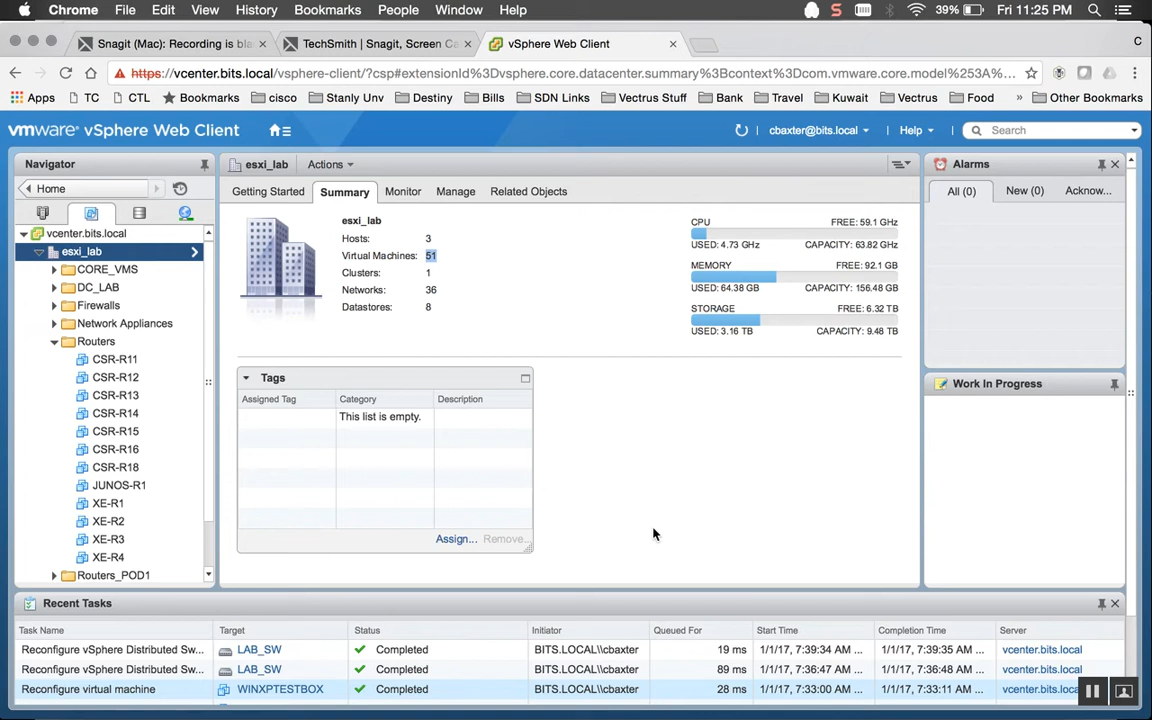 Chrome File Edit View History Bookmarks People Window Help 39% Fri 11:25 PM
Snagit (Mac): Recording is bla × TechSmith | Snagit, Screen Ca × vSphere Web Client × C
https://vcenter.bits.local/vsphere-client/?csp#extensionId%3Dvsphere.core.datacenter.summary%3Bcontext%3Dcom.vmware.core.model%253A%...
Apps TC CTL Bookmarks cisco Stanly Unv Destiny Bills SDN Links Vectrus Stuff Bank Travel Kuwait Vectrus Food » Other Bookmarks
vmware® vSphere Web Client cbaxter@bits.local Help Search
Navigator esxi_lab Actions Alarms
Home Getting Started Summary Monitor Manage Related Objects All (0) New (0) Acknow...
vcenter.bits.local
esxi_lab
CORE_VMS
DC_LAB
Firewalls
Network Appliances
Routers
CSR-R11
CSR-R12
CSR-R13
CSR-R14
CSR-R15
CSR-R16
CSR-R18
JUNOS-R1
XE-R1
XE-R2
XE-R3
XE-R4
Routers_POD1
esxi_lab
Hosts: 3
Virtual Machines: 51
Clusters: 1
Networks: 36
Datastores: 8
CPU FREE: 59.1 GHz
USED: 4.73 GHz CAPACITY: 63.82 GHz
MEMORY FREE: 92.1 GB
USED: 64.38 GB CAPACITY: 156.48 GB
STORAGE FREE: 6.32 TB
USED: 3.16 TB CAPACITY: 9.48 TB
Tags
Assigned Tag Category Description
This list is empty.
Assign... Remove...
Work In Progress
Recent Tasks
Task Name Target Status Initiator Queued For Start Time Completion Time Server
Reconfigure vSphere Distributed Sw... LAB_SW Completed BITS.LOCAL\\cbaxter 19 ms 1/1/17, 7:39:34 AM ... 1/1/17, 7:39:35 AM ... vcenter.bits.local
Reconfigure vSphere Distributed Sw... LAB_SW Completed BITS.LOCAL\\cbaxter 89 ms 1/1/17, 7:36:47 AM ... 1/1/17, 7:36:48 AM ... vcenter.bits.local
Reconfigure virtual machine WINXPTESTBOX Completed BITS.LOCAL\\cbaxter 28 ms 1/1/17, 7:33:00 AM ... 1/1/17, 7:33:11 AM ... vcenter.bits.loca